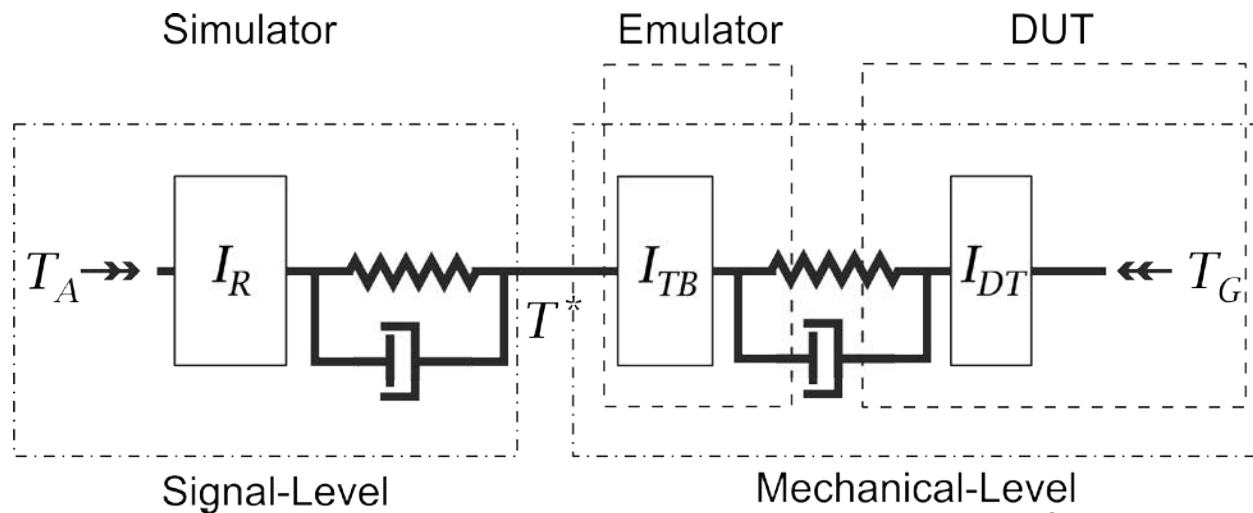 Simulator Emulator DUT
T_A I_R T* I_TB I_DT T_G
Signal-Level Mechanical-Level